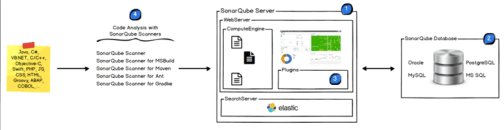 Java, C#,
VB.NET, C/C++,
Objective-C,
Swift, PHP, JS,
CSS, HTML,
Groovy, ABAP,
COBOL, ...
4
Code Analysis with
SonarQube Scanners
SonarQube Scanner
SonarQube Scanner for MSBuild
SonarQube Scanner for Maven
SonarQube Scanner for Ant
SonarQube Scanner for Gradle
SonarQube Server
1
WebServer
ComputeEngine
Plugins
3
SearchServer
elastic
SonarQube Database
2
Oracle
PostgreSQL
MySQL
MS SQL